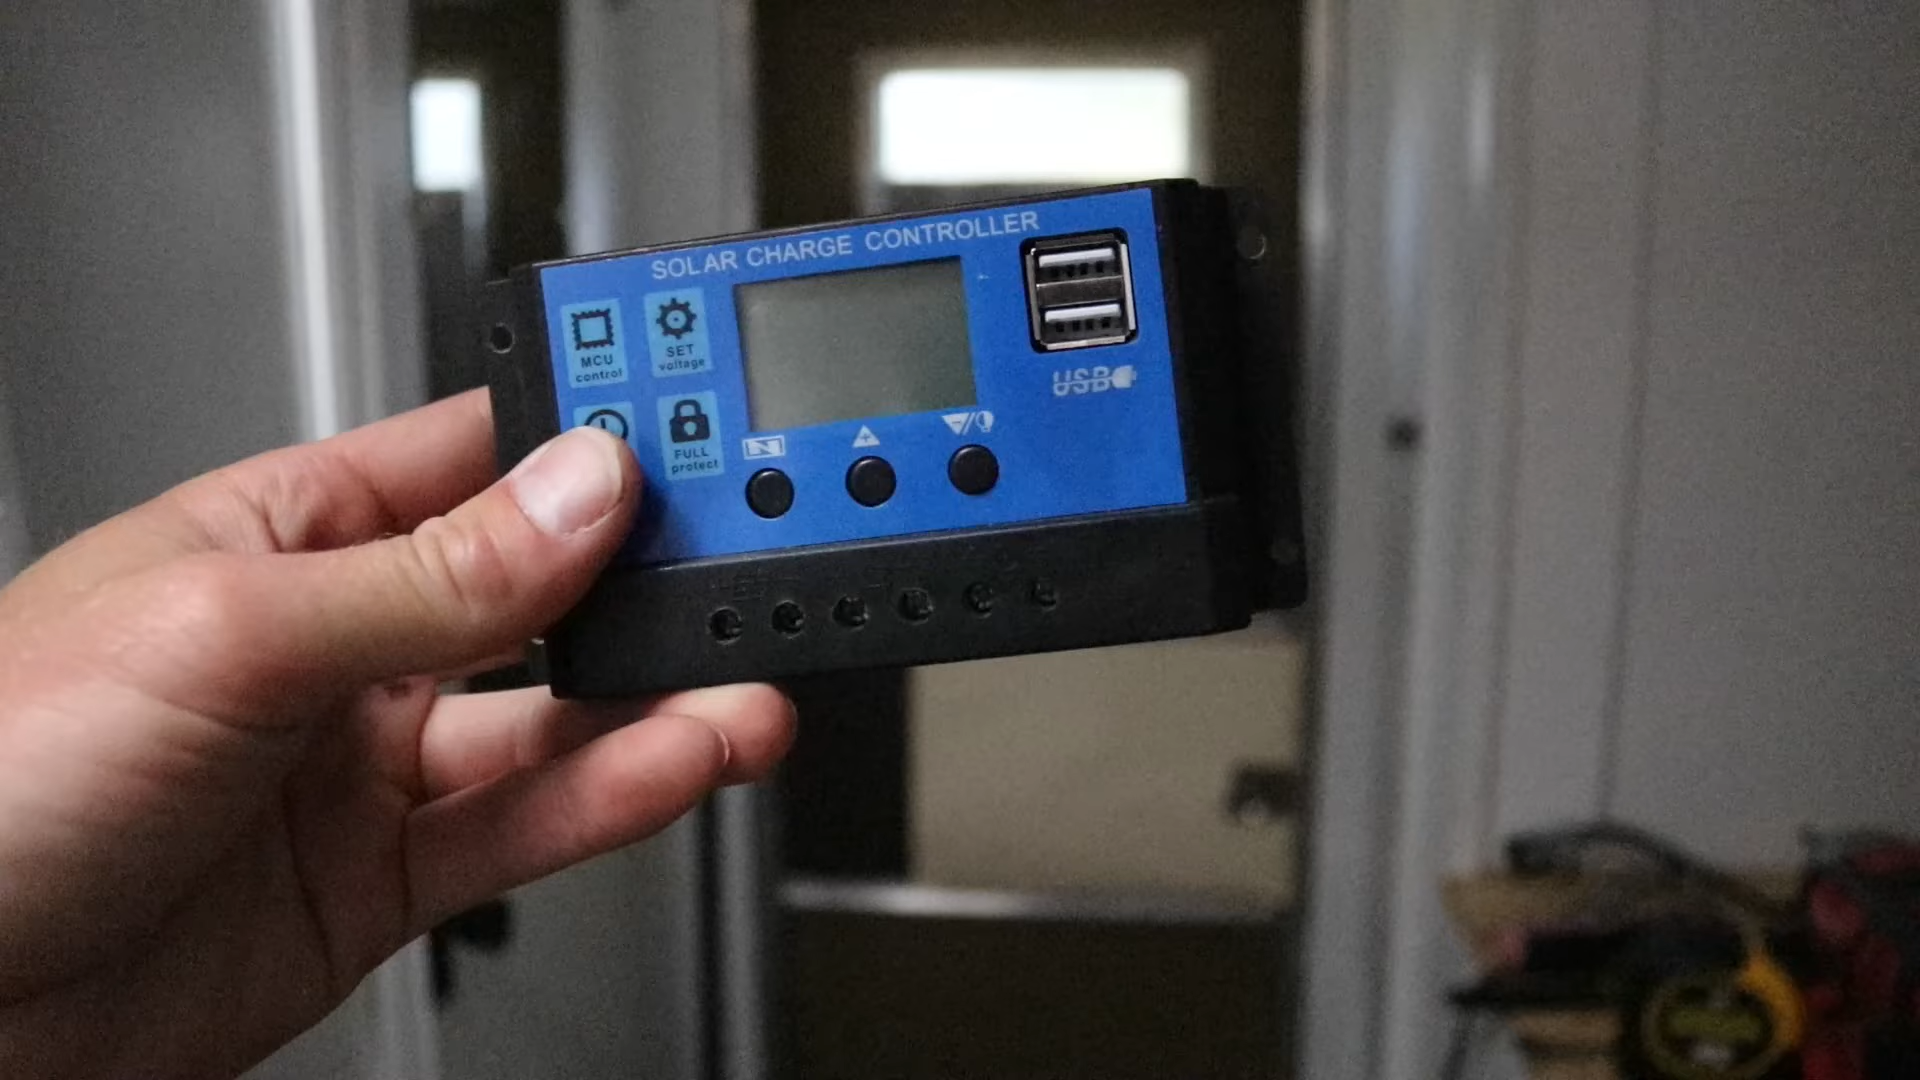 SOLAR CHARGE CONTROLLER
MCU
control
SET
voltage
FULL
protect
USB